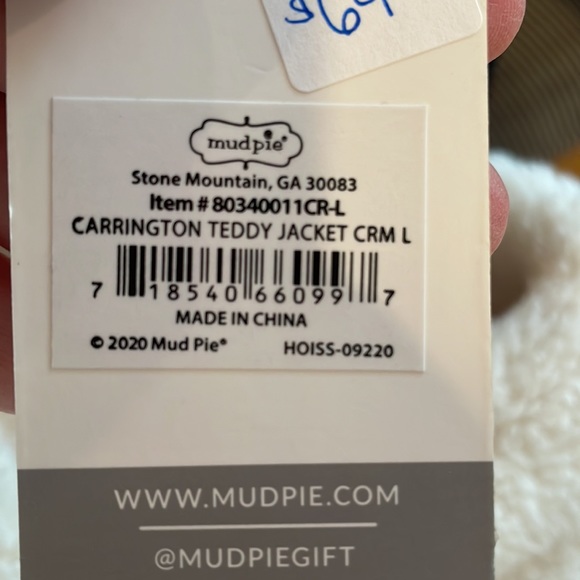 $64
mudpie®
Stone Mountain, GA 30083
Item # 80340011CR-L
CARRINGTON TEDDY JACKET CRM L
7 18540 66099 7
MADE IN CHINA
© 2020 Mud Pie® HOISS-09220
WWW.MUDPIE.COM
@MUDPIEGIFT